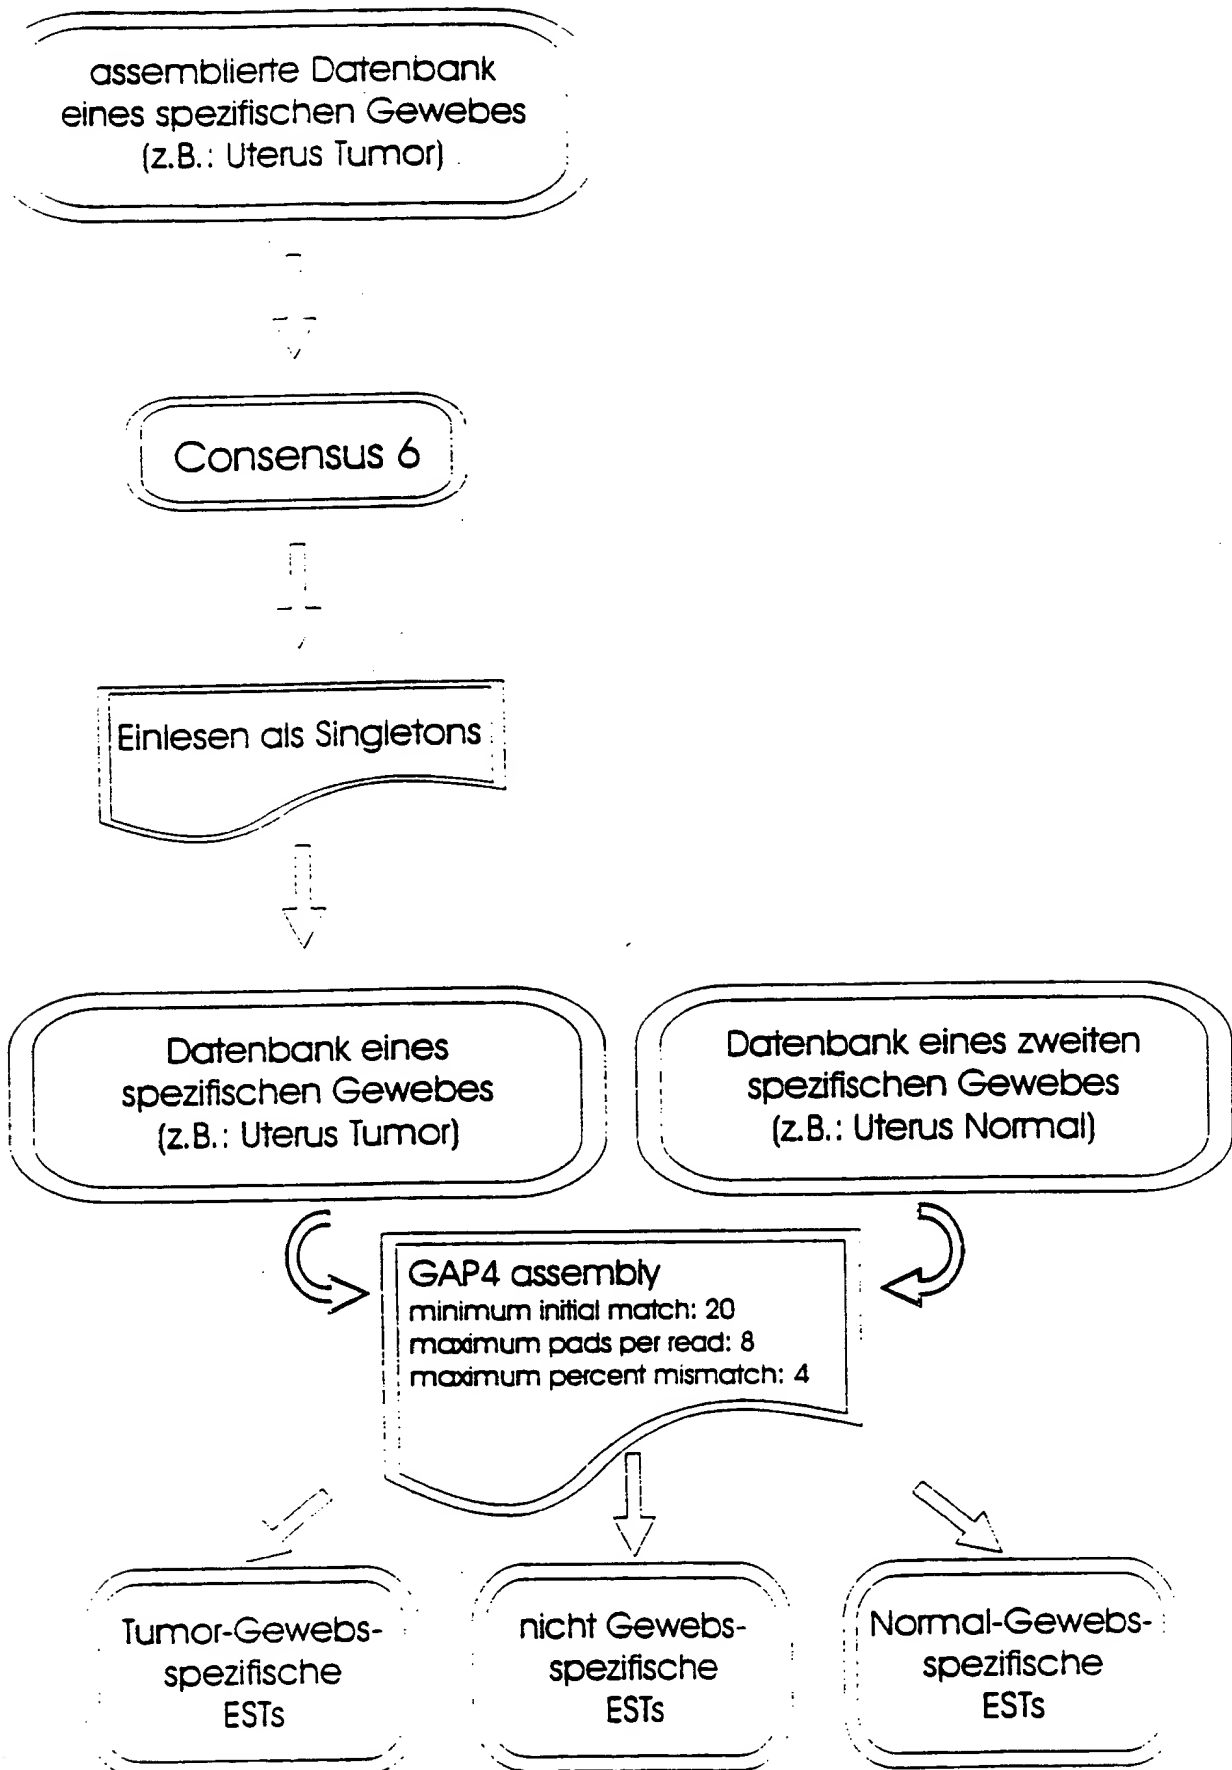 assemblierte Datenbank
eines spezifischen Gewebes
(z.B.: Uterus Tumor)
Consensus 6
Einlesen als Singletons
Datenbank eines
spezifischen Gewebes
(z.B.: Uterus Tumor)
Datenbank eines zweiten
spezifischen Gewebes
(z.B.: Uterus Normal)
GAP4 assembly
minimum initial match: 20
maximum pads per read: 8
maximum percent mismatch: 4
Tumor-Gewebs-
spezifische
ESTs
nicht Gewebs-
spezifische
ESTs
Normal-Gewebs-
spezifische
ESTs